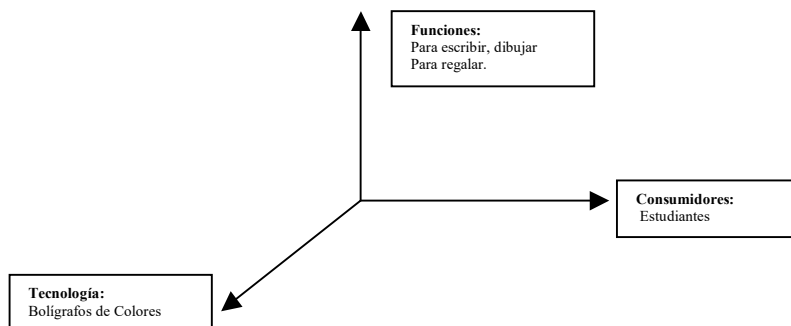 Funciones:
Para escribir, dibujar
Para regalar.
Consumidores:
Estudiantes
Tecnología:
Bolígrafos de Colores